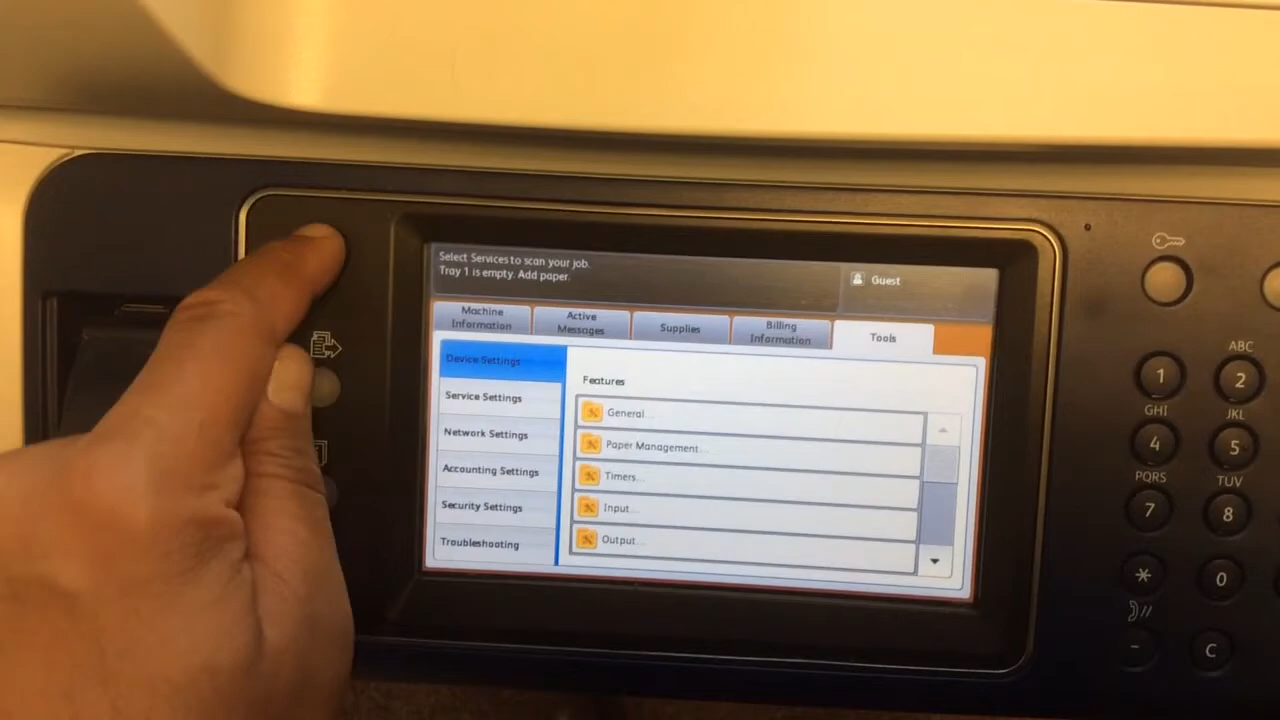 Select Services to scan your job.
Tray 1 is empty. Add paper.
Guest
Machine
Information
Active
Messages
Supplies
Billing
Information
Tools
Device Settings
Service Settings
Network Settings
Accounting Settings
Security Settings
Troubleshooting
Features
General...
Paper Management...
Timers...
Input...
Output...
1
ABC
2
GHI
4
JKL
5
PQRS
7
TUV
8
*
0
-
C